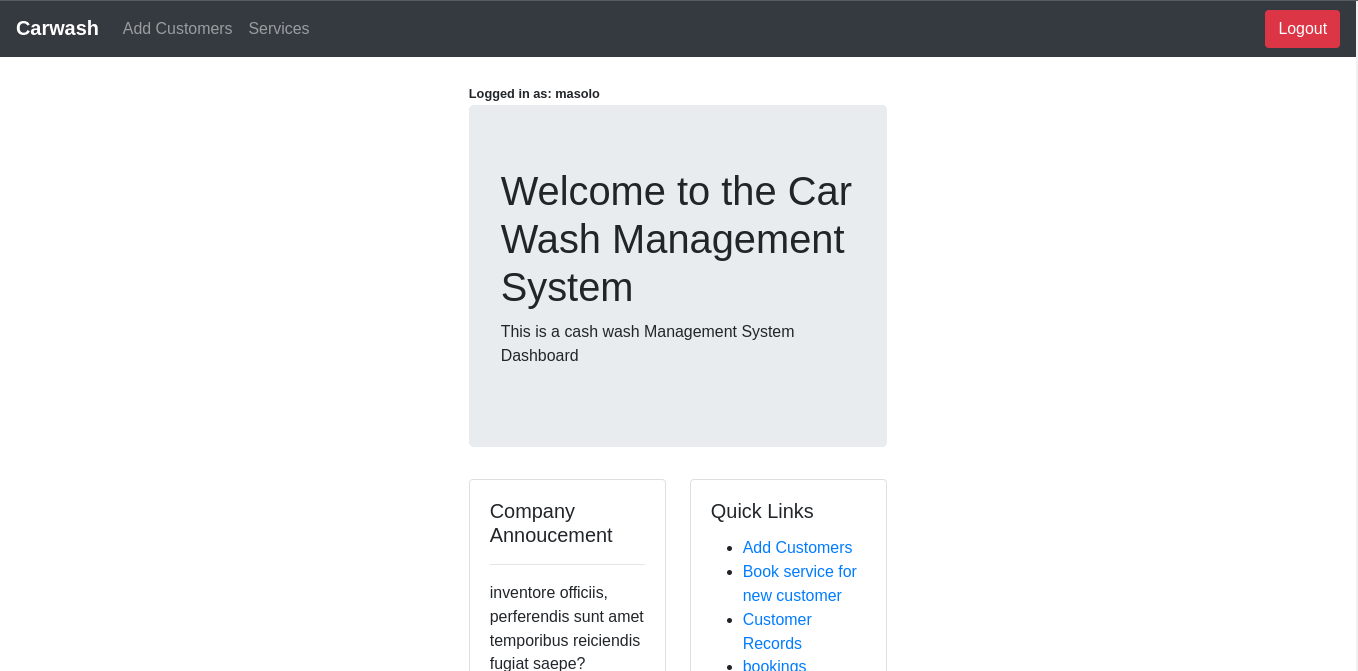 Carwash Add Customers Services Logout
Logged in as: masolo
Welcome to the Car
Wash Management
System
This is a cash wash Management System
Dashboard
Company
Annoucement
inventore officiis,
perferendis sunt amet
temporibus reiciendis
fugiat saepe?
Quick Links
Add Customers
Book service for
new customer
Customer
Records
bookings